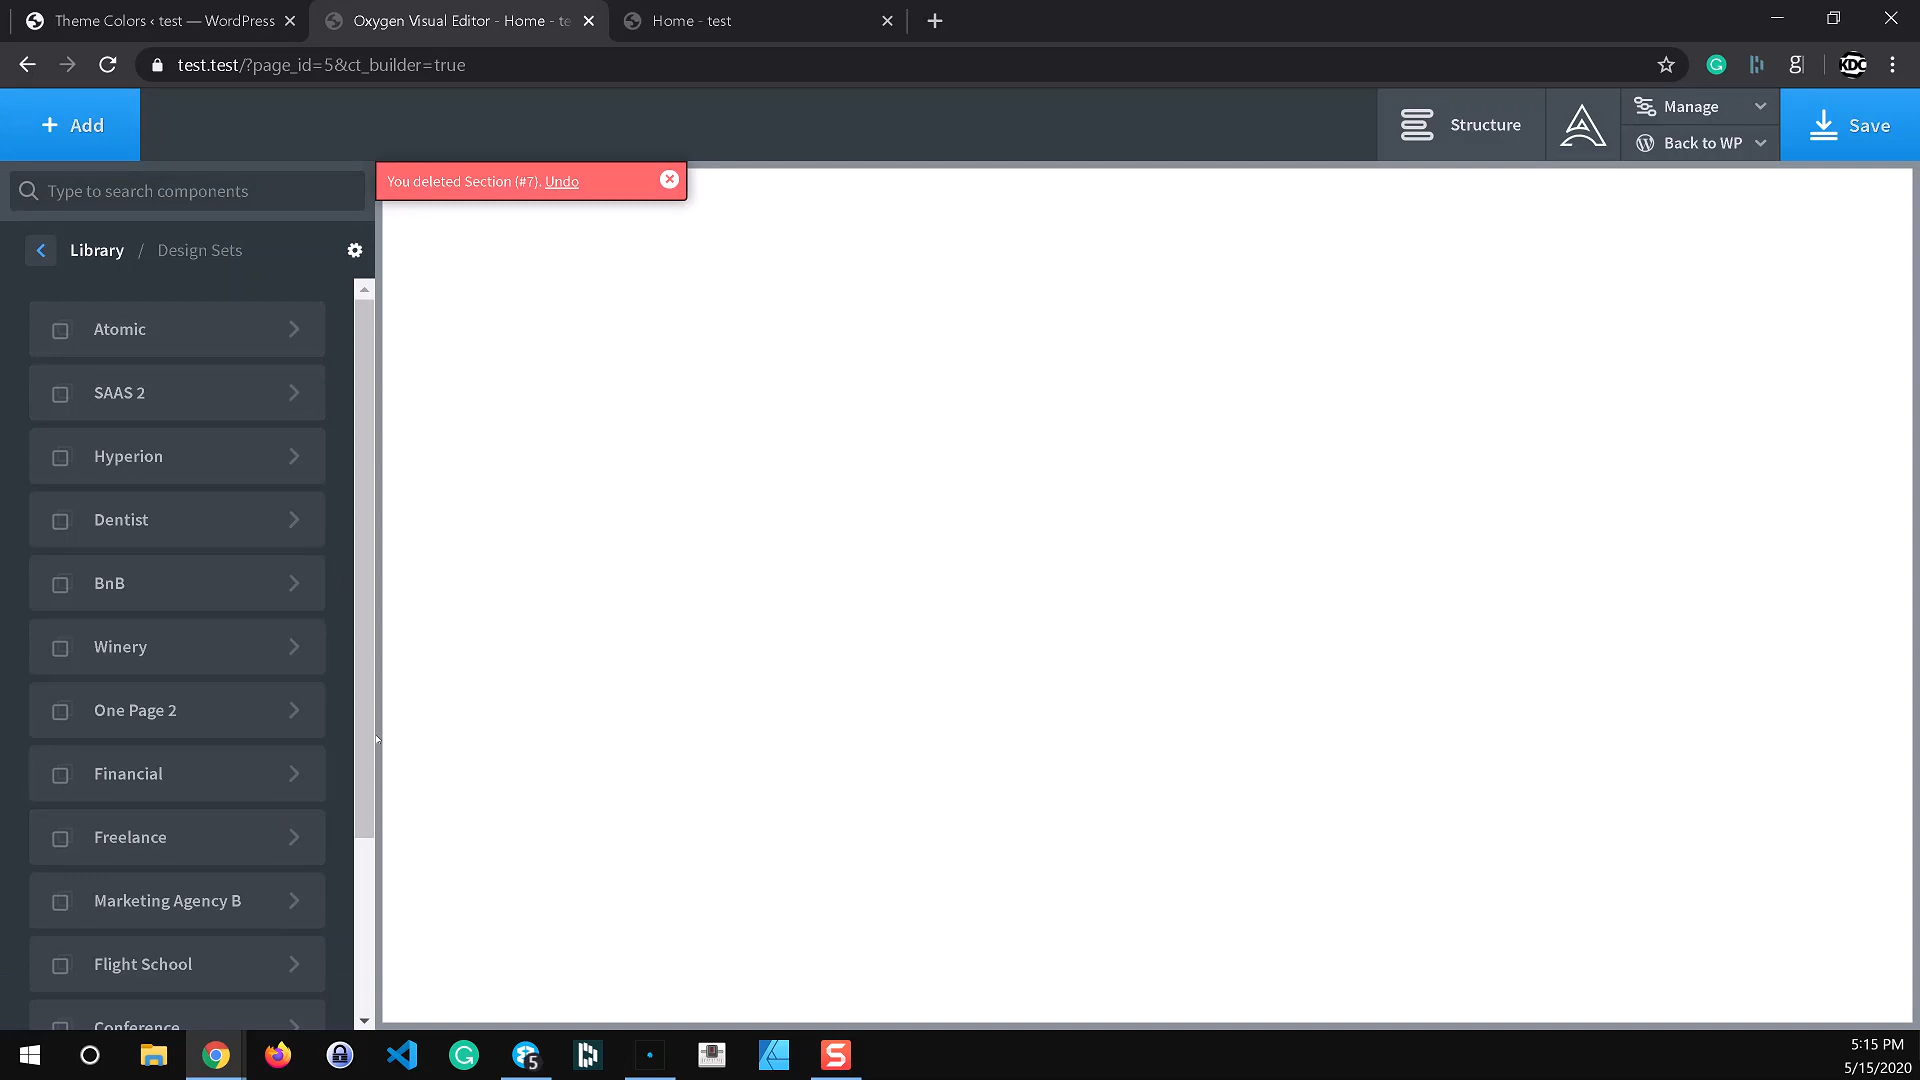 Theme Colors ‹ test — WordPress
Oxygen Visual Editor - Home - te
Home - test
test.test/?page_id=5&ct_builder=true
KDC
+ Add
Structure
Manage
Back to WP
Save
Type to search components
You deleted Section (#7). Undo
Library / Design Sets
Atomic
SAAS 2
Hyperion
Dentist
BnB
Winery
One Page 2
Financial
Freelance
Marketing Agency B
Flight School
Conference
5
5:15 PM
5/15/2020